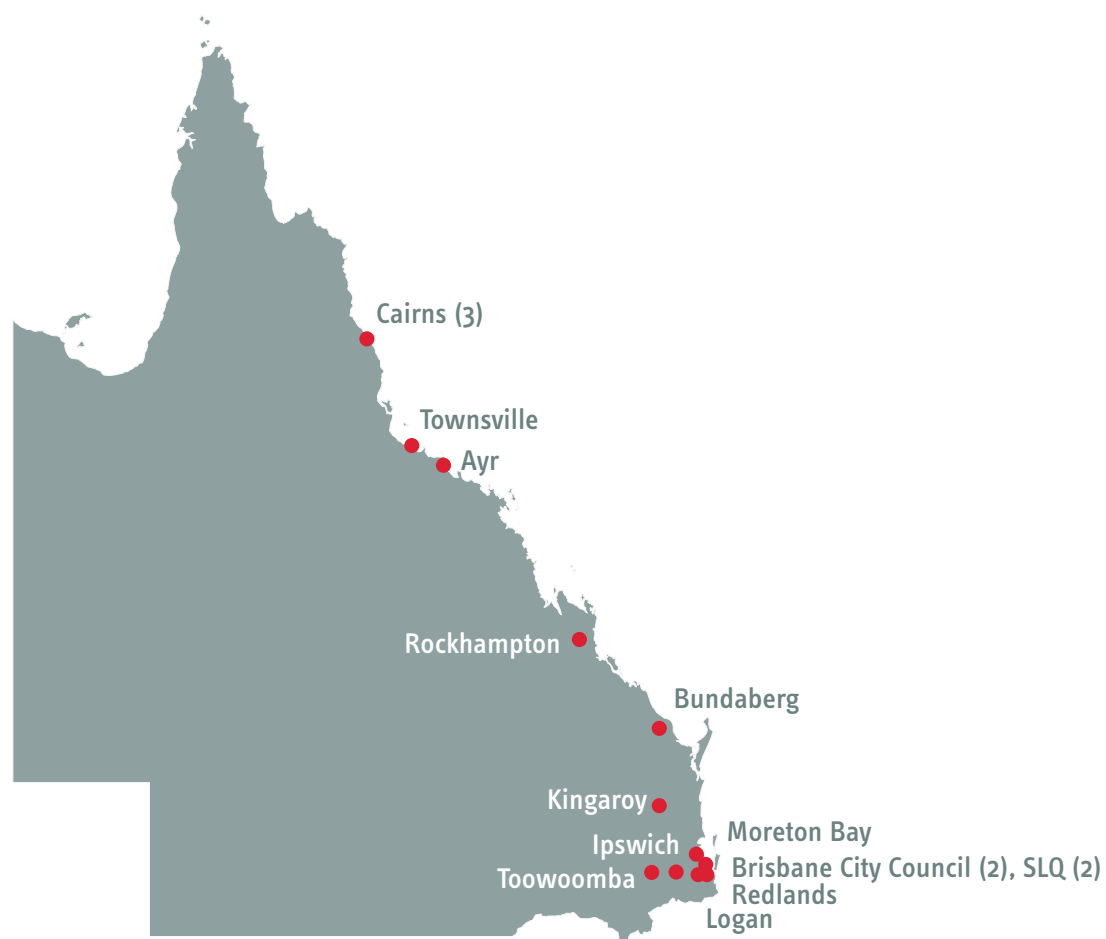 Cairns (3)
Townsville
Ayr
Rockhampton
Bundaberg
Kingaroy
Moreton Bay
Ipswich
Brisbane City Council (2), SLQ (2)
Toowoomba
Redlands
Logan